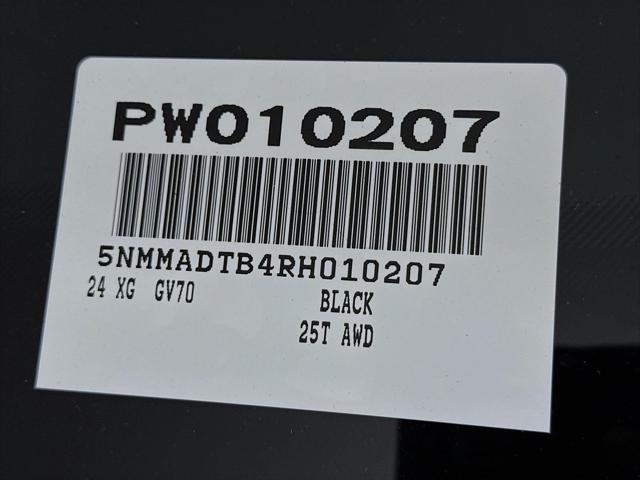 PW010207
5NMMADTB4RH010207
24 XG GV70 BLACK
25T AWD